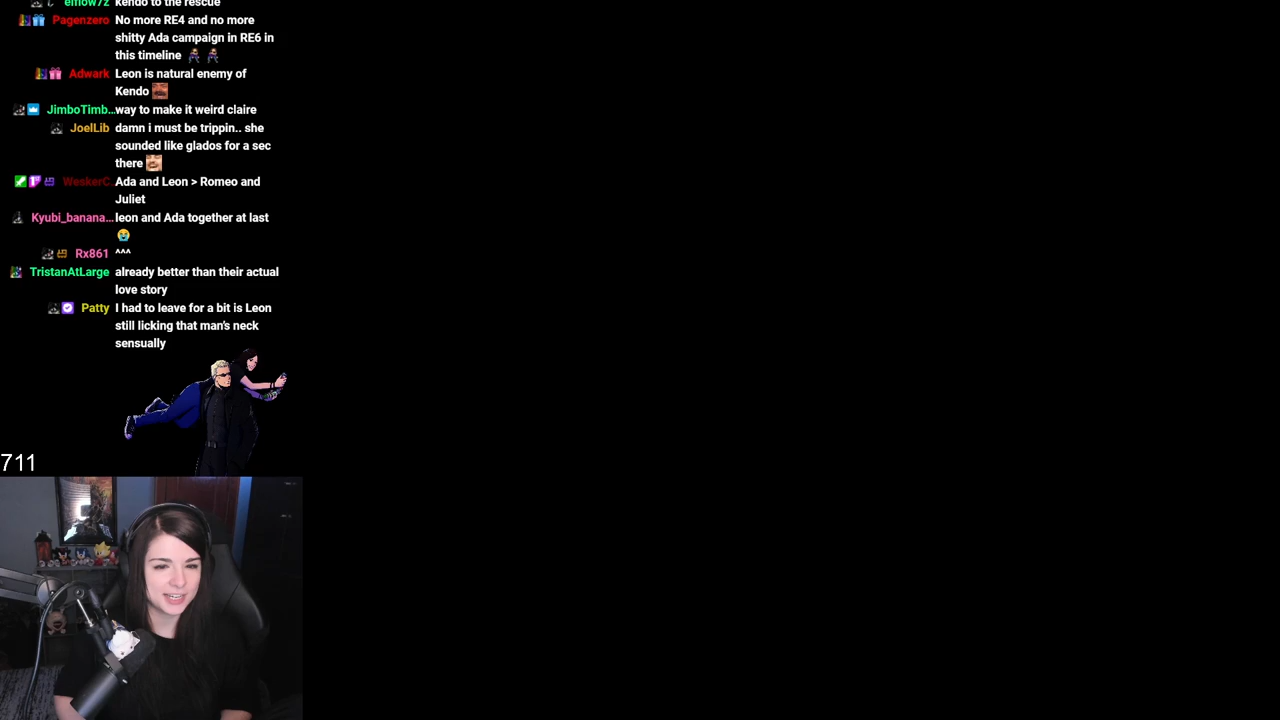 elflow7z kendo to the rescue
Pagenzero No more RE4 and no more
shitty Ada campaign in RE6 in
this timeline
Adwark Leon is natural enemy of
Kendo
JimboTimb... way to make it weird claire
JoelLib damn i must be trippin.. she
sounded like glados for a sec
there
WeskerC... Ada and Leon > Romeo and
Juliet
Kyubi_banana... leon and Ada together at last
😭
Rx861 ^^^
TristanAtLarge already better than their actual
love story
Patty I had to leave for a bit is Leon
still licking that man's neck
sensually
711